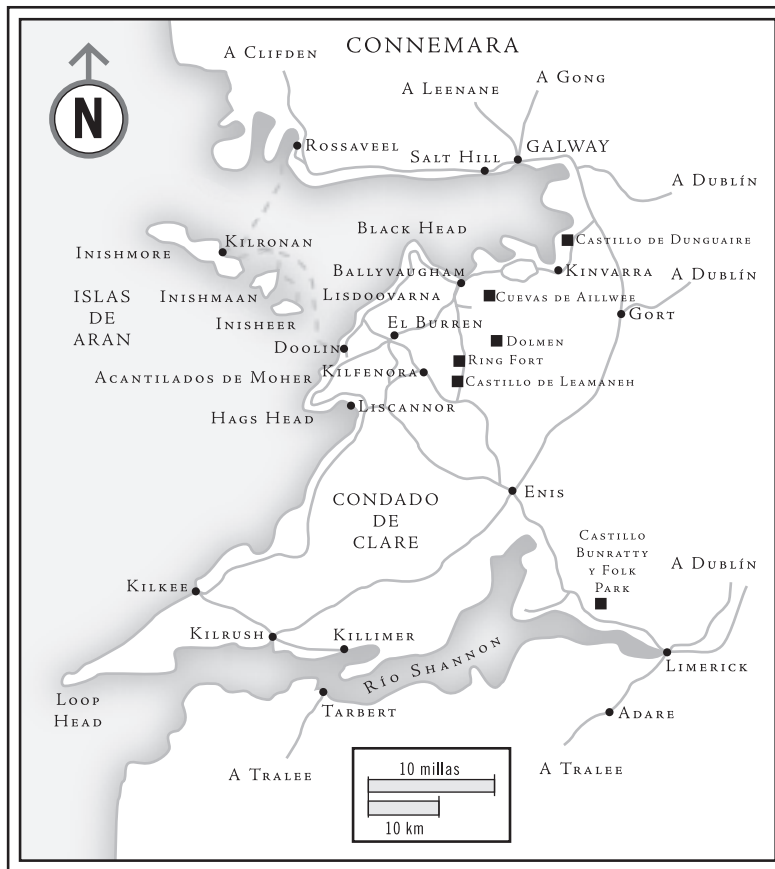 CONNEMARA
A CLIFDEN
A GONG
A LEENANE
N
ROSSAVEEL
GALWAY
SALT HILL
A DUBLÍN
BLACK HEAD
CASTILLO DE DUNGUAIRE
KILRONAN
INISHMORE
BALLYVAUGHAM
KINVARRA
A DUBLÍN
ISLAS
DE
ARAN
INISHMAAN
LISDOOVARNA
CUEVAS DE AILLWEE
INISHEER
EL BURREN
GORT
DOOLIN
DOLMEN
RING FORT
ACANTILADOS DE MOHER
KILFENORA
CASTILLO DE LEAMANEH
HAGS HEAD
LISCANNOR
ENIS
CONDADO
DE
CLARE
CASTILLO
BUNRATTY
Y FOLK
PARK
A DUBLÍN
KILKEE
KILRUSH
KILLIMER
RÍO SHANNON
LIMERICK
LOOP
HEAD
TARBERT
ADARE
A TRALEE
A TRALEE
10 millas
10 km